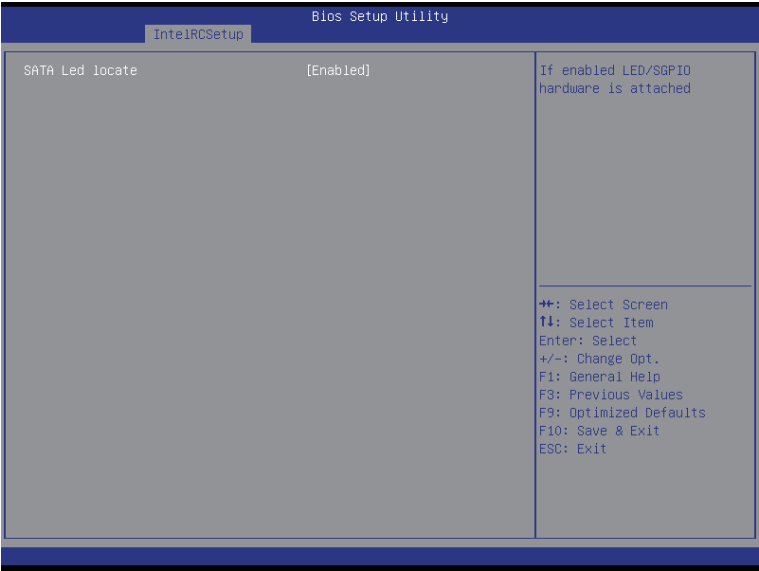 Bios Setup Utility
IntelRCSetup
SATA Led locate [Enabled]
If enabled LED/SGPIO
hardware is attached
→←: Select Screen
↑↓: Select Item
Enter: Select
+/-: Change Opt.
F1: General Help
F3: Previous Values
F9: Optimized Defaults
F10: Save & Exit
ESC: Exit